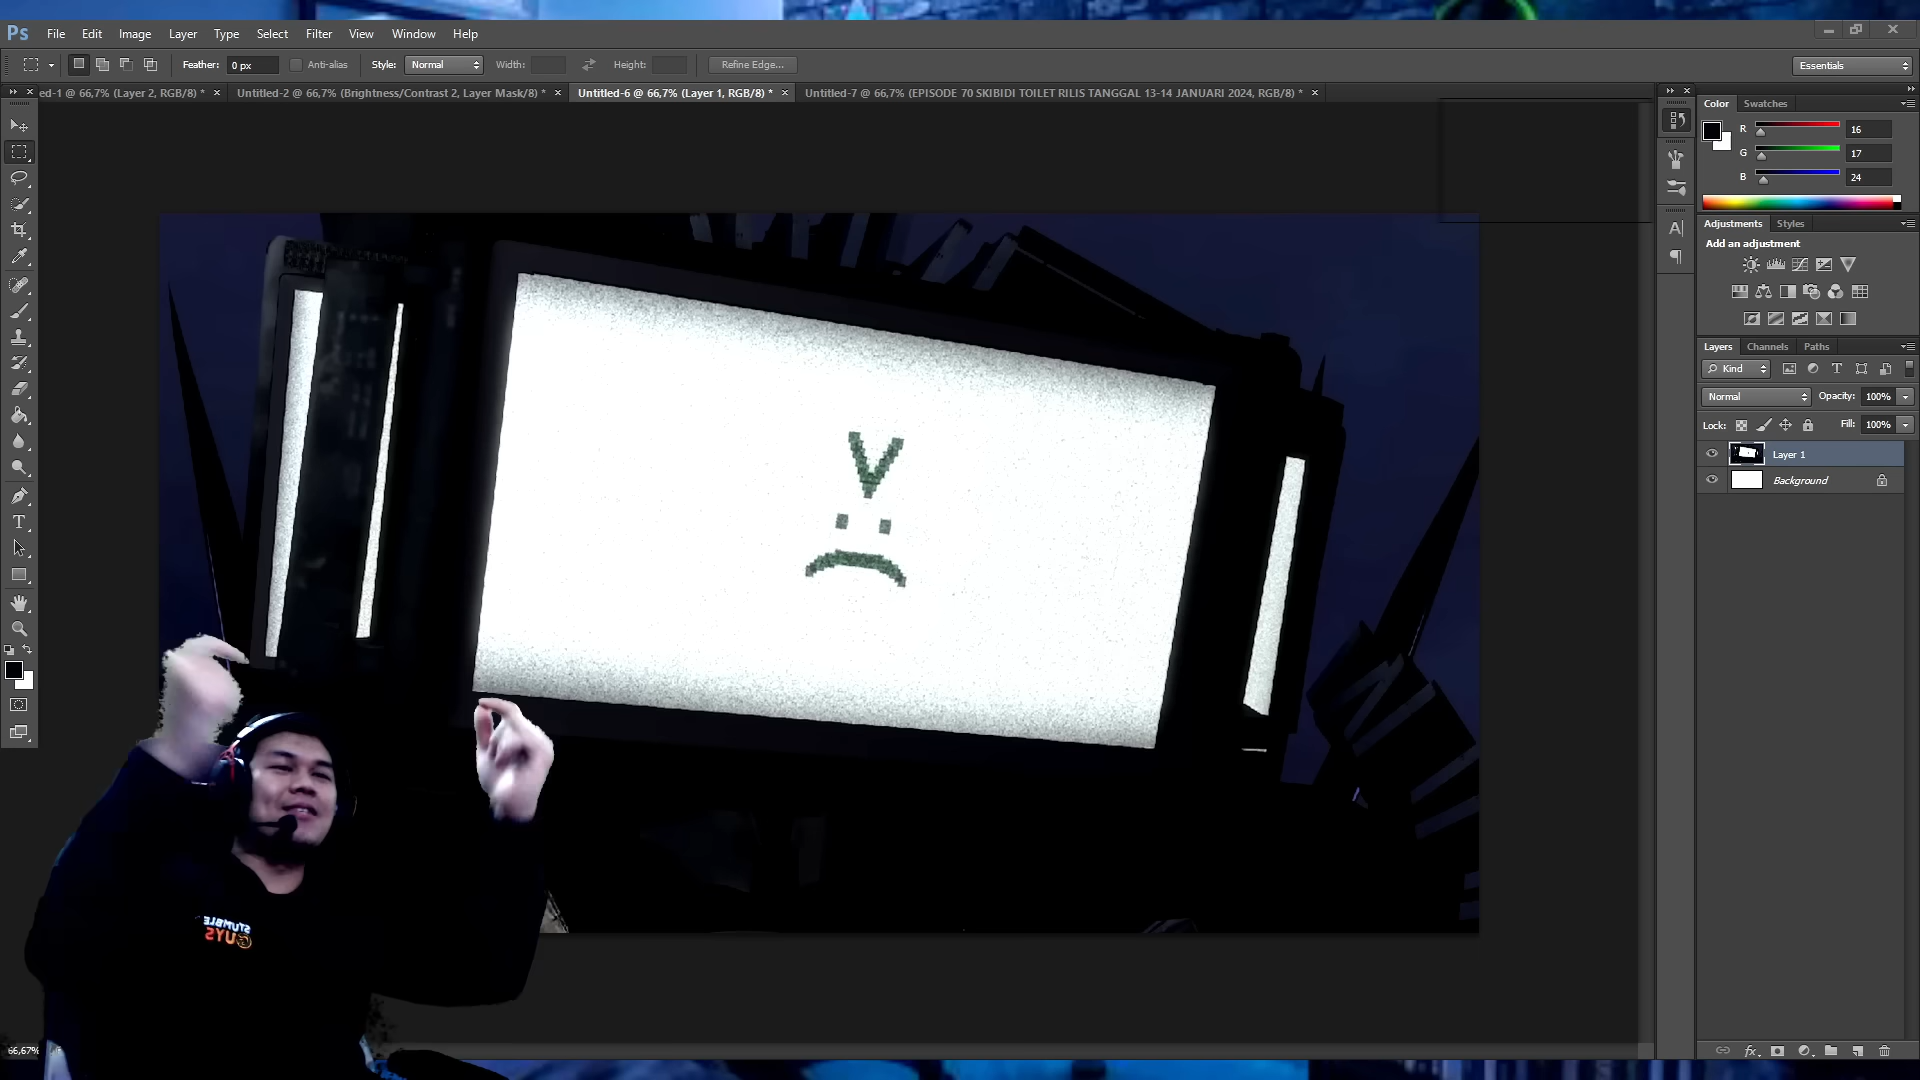 Ps File Edit Image Layer Type Select Filter View Window Help
Feather: 0 px Anti-alias Style: Normal Width: Height: Refine Edge... Essentials
ed-1 @ 66,7% (Layer 2, RGB/8) * Untitled-2 @ 66,7% (Brightness/Contrast 2, Layer Mask/8) * Untitled-6 @ 66,7% (Layer 1, RGB/8) * Untitled-7 @ 66,7% (EPISODE 70 SKIBIDI TOILET RILIS TANGGAL 13-14 JANUARI 2024, RGB/8) *
Color Swatches
R 16
G 17
B 24
Adjustments Styles
Add an adjustment
Layers Channels Paths
Kind
Normal Opacity: 100%
Lock: Fill: 100%
Layer 1
Background
STUMBLE
GUYS
66,67%